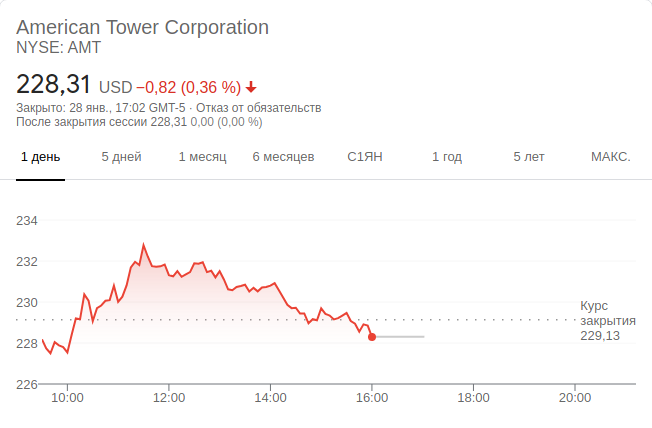 American Tower Corporation
NYSE: AMT
228,31 USD −0,82 (0,36 %)
Закрыто: 28 янв., 17:02 GMT-5 · Отказ от обязательств
После закрытия сессии 228,31 0,00 (0,00 %)
1 день 5 дней 1 месяц 6 месяцев С1ЯН 1 год 5 лет МАКС.
234
232
230
Курс
закрытия
229,13
228
226
10:00 12:00 14:00 16:00 18:00 20:00